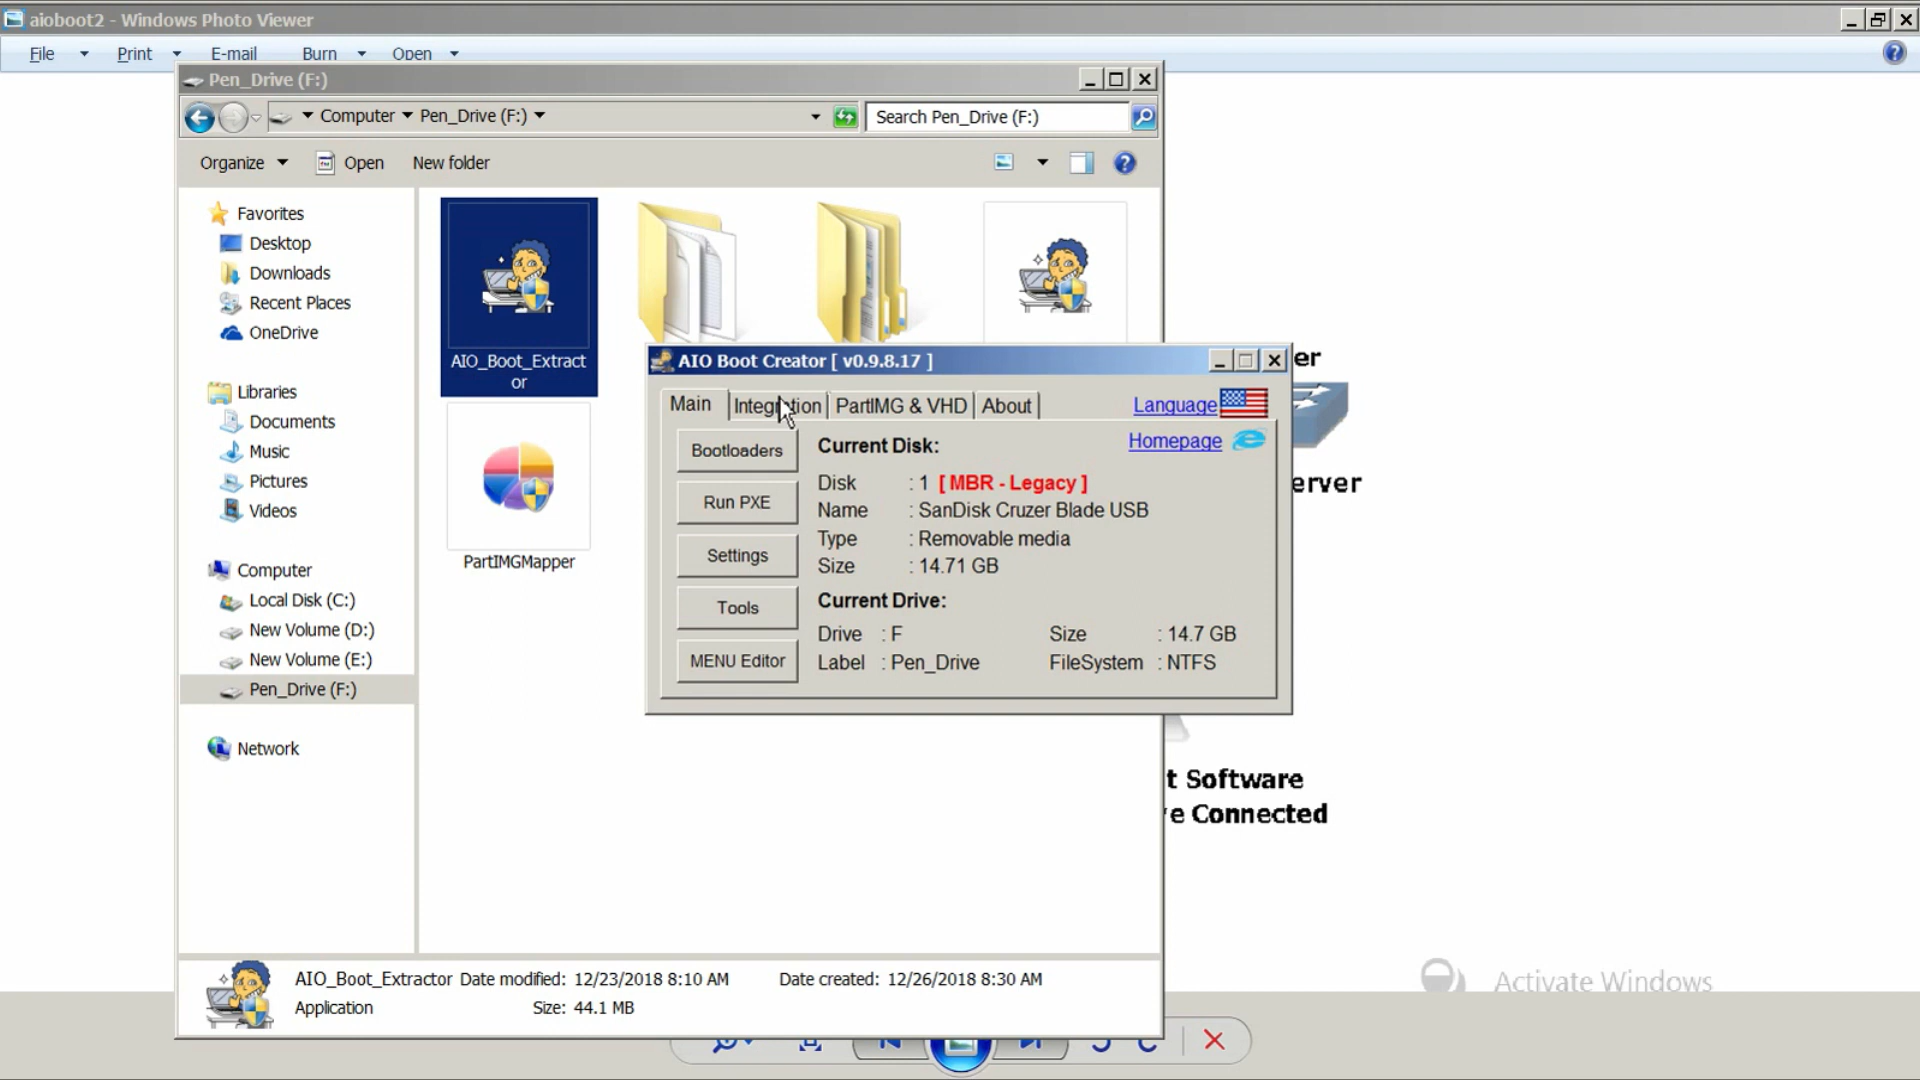 aioboot2 - Windows Photo Viewer
File Print E-mail Burn Open
Pen_Drive (F:)
Computer Pen_Drive (F:) Search Pen_Drive (F:)
Organize Open New folder
Favorites
Desktop
Downloads
Recent Places
OneDrive
Libraries
Documents
Music
Pictures
Videos
Computer
Local Disk (C:)
New Volume (D:)
New Volume (E:)
Pen_Drive (F:)
Network
AIO_Boot_Extract
or
PartIMGMapper
AIO Boot Creator [ v0.9.8.17 ]
Main Integration PartIMG & VHD About Language
Homepage
Bootloaders
Run PXE
Settings
Tools
MENU Editor
Current Disk:
Disk : 1 [ MBR - Legacy ]
Name : SanDisk Cruzer Blade USB
Type : Removable media
Size : 14.71 GB
Current Drive:
Drive : F Size : 14.7 GB
Label : Pen_Drive FileSystem : NTFS
er
erver
t Software
e Connected
AIO_Boot_Extractor Date modified: 12/23/2018 8:10 AM Date created: 12/26/2018 8:30 AM
Application Size: 44.1 MB
Activate Windows